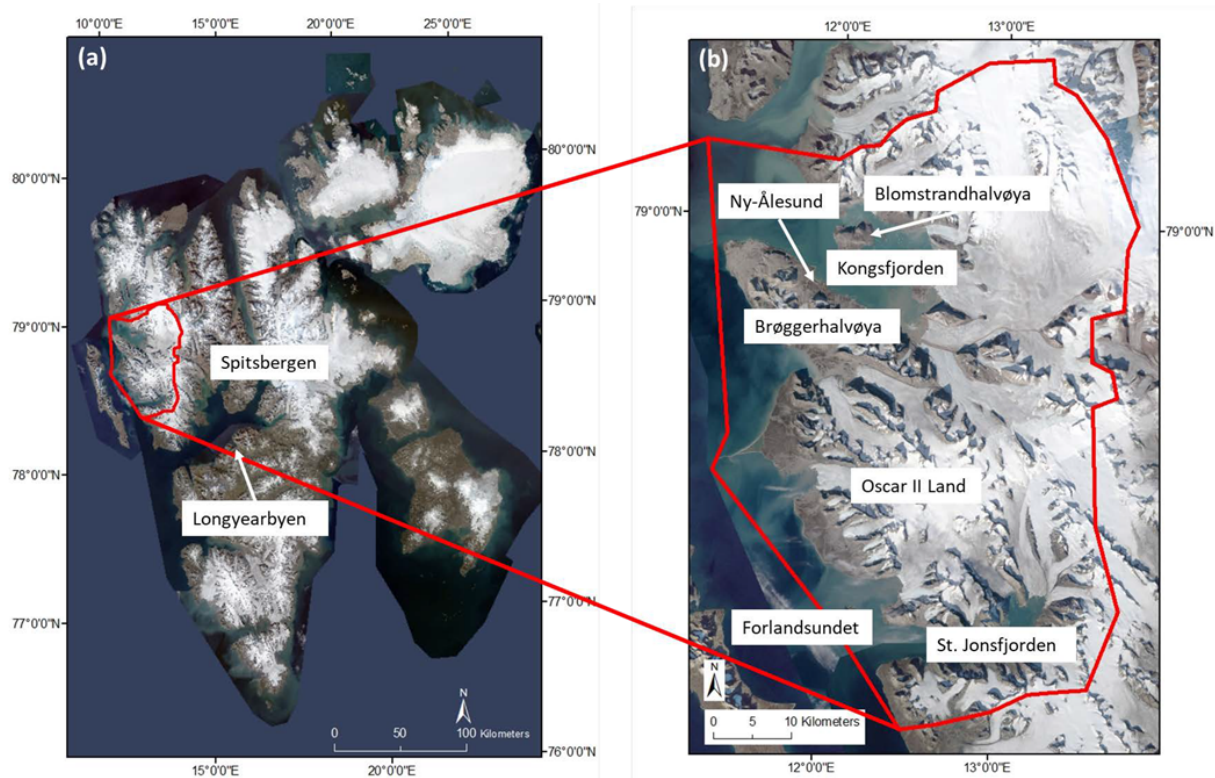 10°0'0"E
15°0'0"E
20°0'0"E
25°0'0"E
(a)
80°0'0"N
80°0'0"N
79°0'0"N
79°0'0"N
Spitsbergen
78°0'0"N
78°0'0"N
Longyearbyen
77°0'0"N
77°0'0"N
N
0 50 100 Kilometers
76°0'0"N
15°0'0"E
20°0'0"E
12°0'0"E
13°0'0"E
(b)
Blomstrandhalvøya
Ny-Ålesund
79°0'0"N
79°0'0"N
Kongsfjorden
Brøggerhalvøya
Oscar II Land
Forlandsundet
St. Jonsfjorden
N
0 5 10 Kilometers
12°0'0"E
13°0'0"E